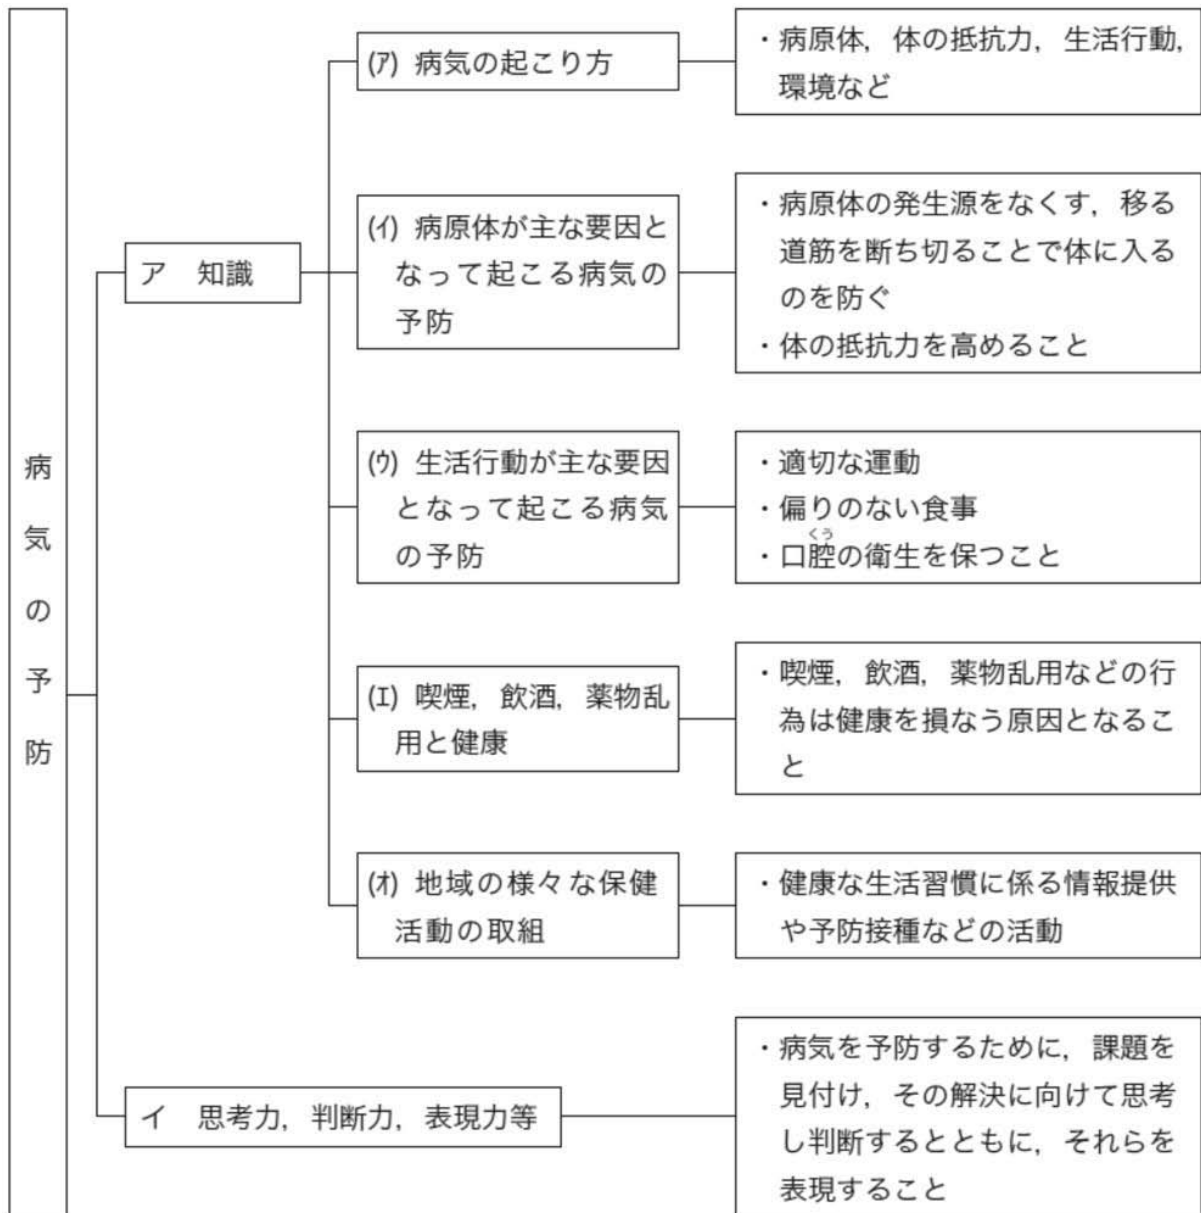 病気の予防
ア　知識
(ア) 病気の起こり方
・病原体，体の抵抗力，生活行動，
環境など
(イ) 病原体が主な要因と
なって起こる病気の
予防
・病原体の発生源をなくす，移る
道筋を断ち切ることで体に入る
のを防ぐ
・体の抵抗力を高めること
(ウ) 生活行動が主な要因
となって起こる病気
の予防
・適切な運動
・偏りのない食事
くう
・口腔の衛生を保つこと
(エ) 喫煙，飲酒，薬物乱
用と健康
・喫煙，飲酒，薬物乱用などの行
為は健康を損なう原因となるこ
と
(オ) 地域の様々な保健
活動の取組
・健康な生活習慣に係る情報提供
や予防接種などの活動
イ　思考力，判断力，表現力等
・病気を予防するために，課題を
見付け，その解決に向けて思考
し判断するとともに，それらを
表現すること